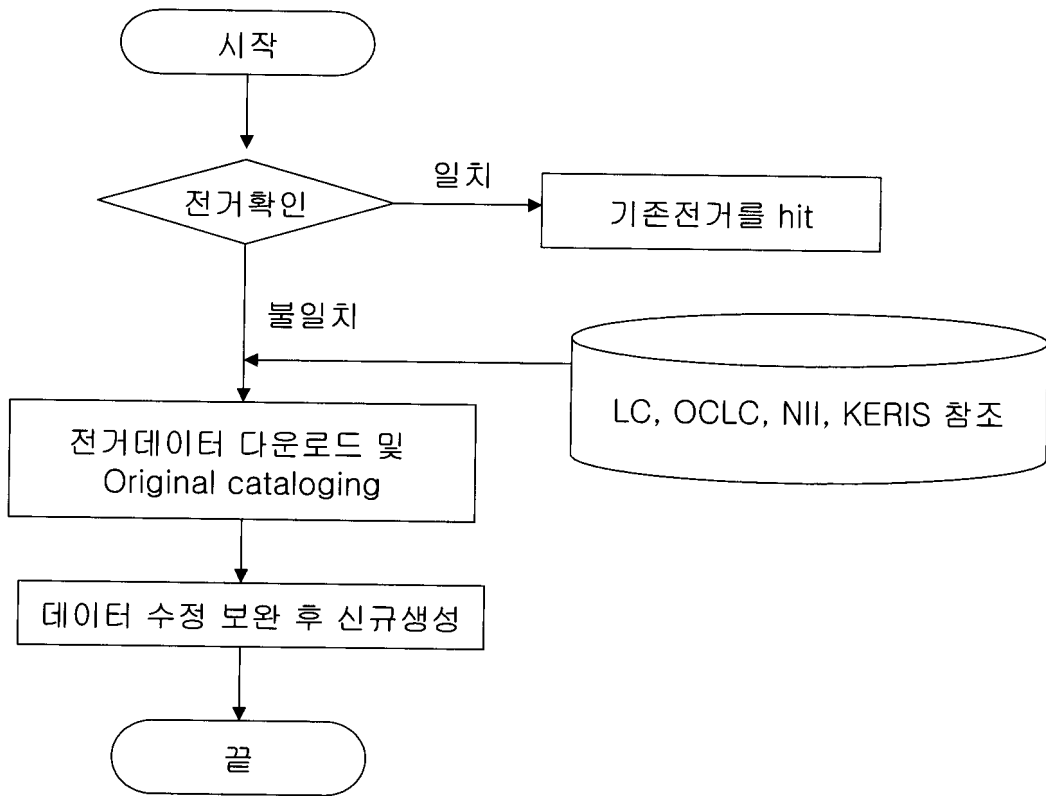 시작
전거확인
일치
기존전거를 hit
불일치
LC, OCLC, NII, KERIS 참조
전거데이터 다운로드 및
Original cataloging
데이터 수정 보완 후 신규생성
끝